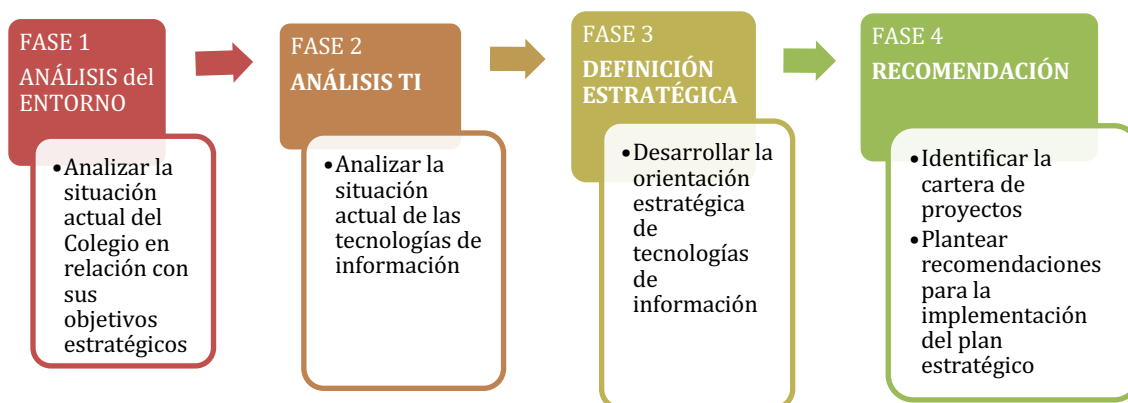 FASE 1
ANÁLISIS del
ENTORNO
•Analizar la
situación
actual del
Colegio en
relación con
sus
objetivos
estratégicos
FASE 2
ANÁLISIS TI
•Analizar la
situación
actual de las
tecnologías de
información
FASE 3
DEFINICIÓN
ESTRATÉGICA
•Desarrollar la
orientación
estratégica
de
tecnologías
de
información
FASE 4
RECOMENDACIÓN
•Identificar la
cartera de
proyectos
•Plantear
recomendaciones
para la
implementación
del plan
estratégico